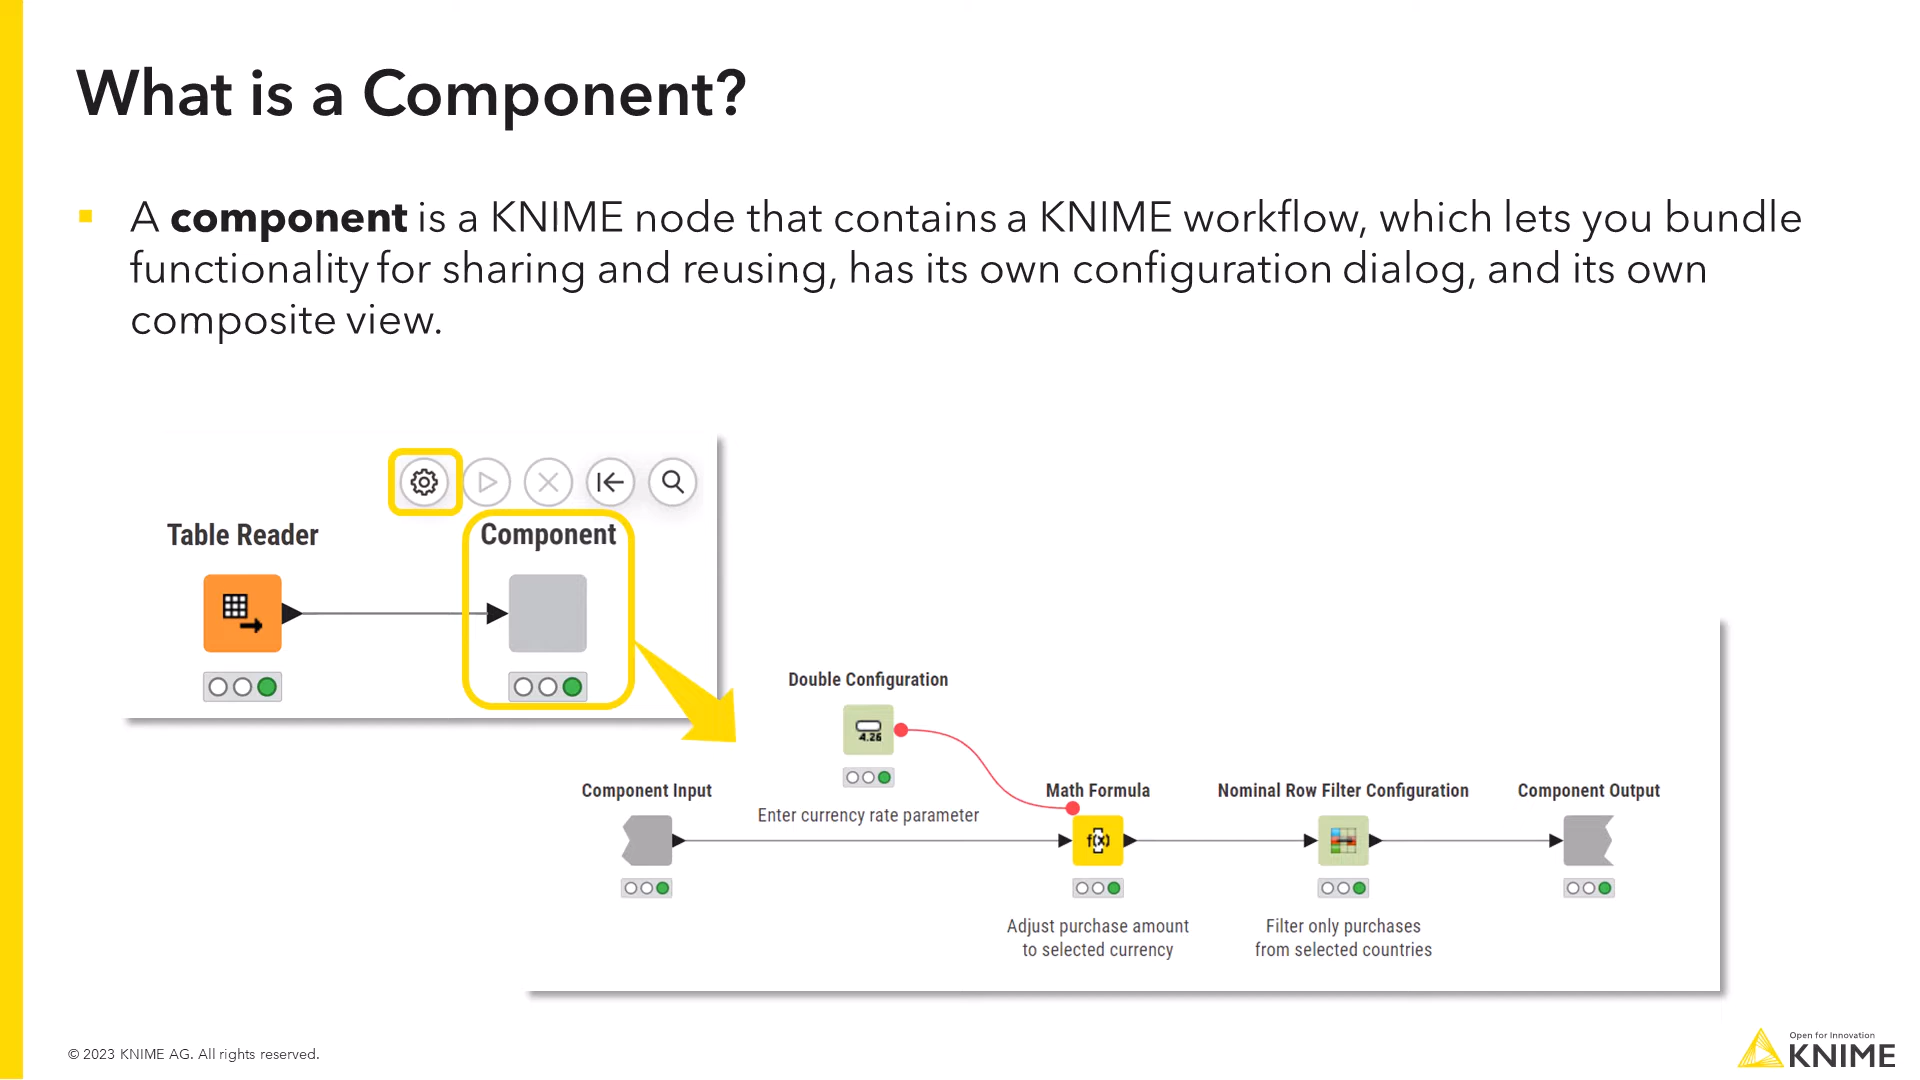 What is a Component?
A component is a KNIME node that contains a KNIME workflow, which lets you bundle
functionality for sharing and reusing, has its own configuration dialog, and its own
composite view.
Table Reader
Component
Double Configuration
4.26
Enter currency rate parameter
Component Input
Math Formula
f(x)
Adjust purchase amount
to selected currency
Nominal Row Filter Configuration
Filter only purchases
from selected countries
Component Output
© 2023 KNIME AG. All rights reserved.
Open for Innovation
KNIME